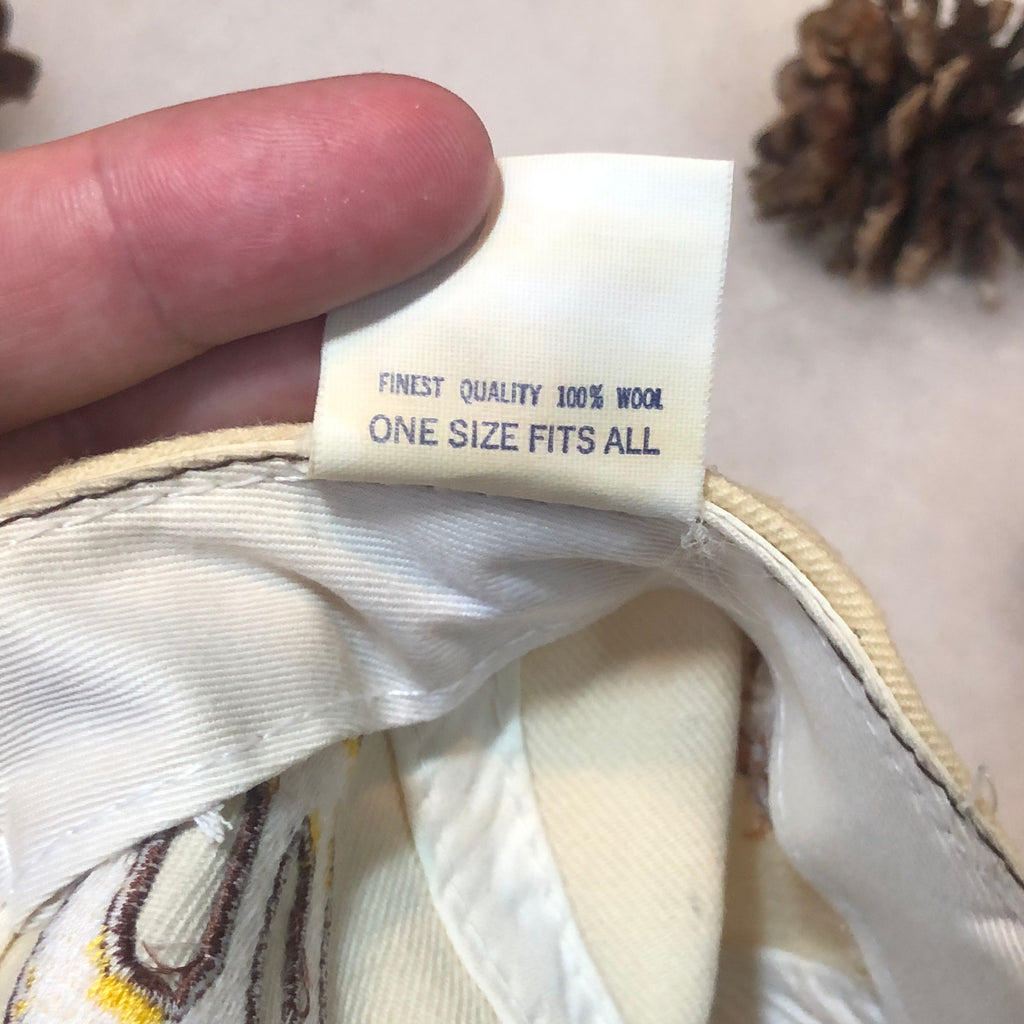 FINEST QUALITY 100% WOOL
ONE SIZE FITS ALL